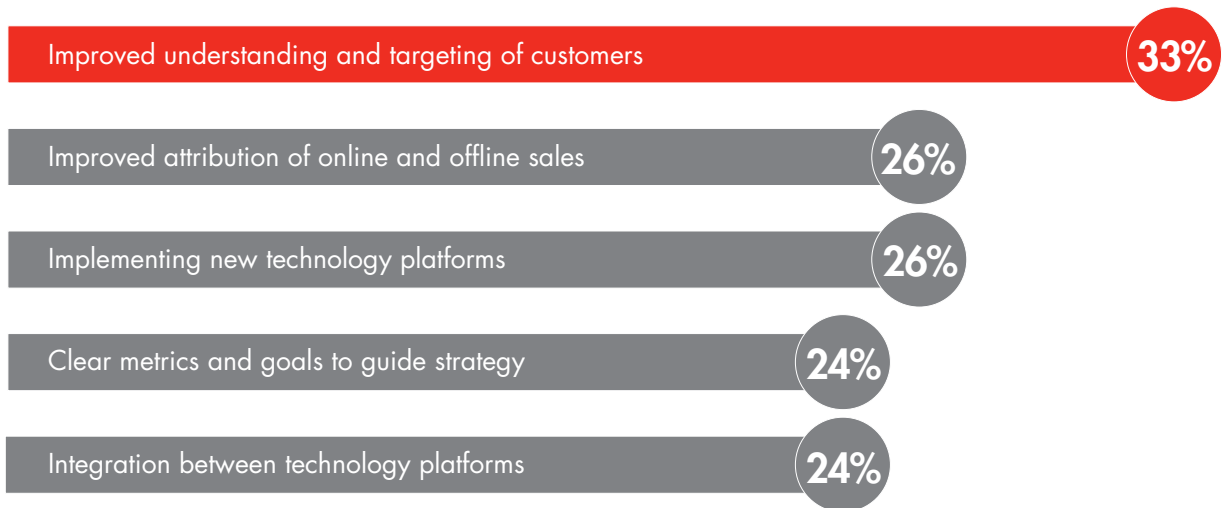 Improved understanding and targeting of customers 33%
Improved attribution of online and offline sales 26%
Implementing new technology platforms 26%
Clear metrics and goals to guide strategy 24%
Integration between technology platforms 24%